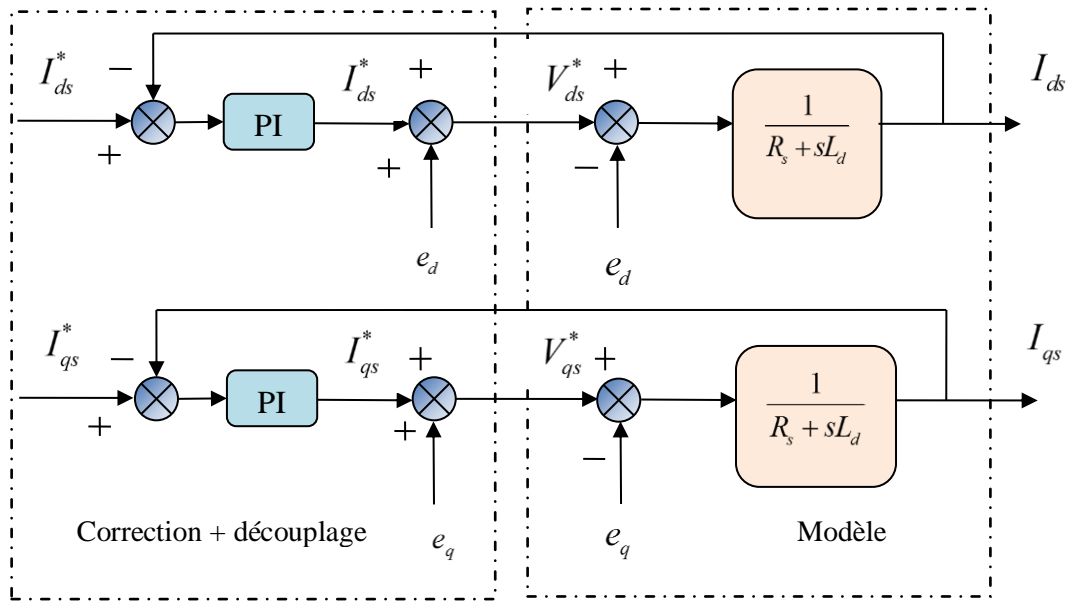 I*ds − I*ds + V*ds + Ids
PI
1
Rs + sLd
+ + −
ed ed
I*qs − I*qs + V*qs + Iqs
PI
1
Rs + sLd
+ + −
Correction + découplage eq eq Modèle